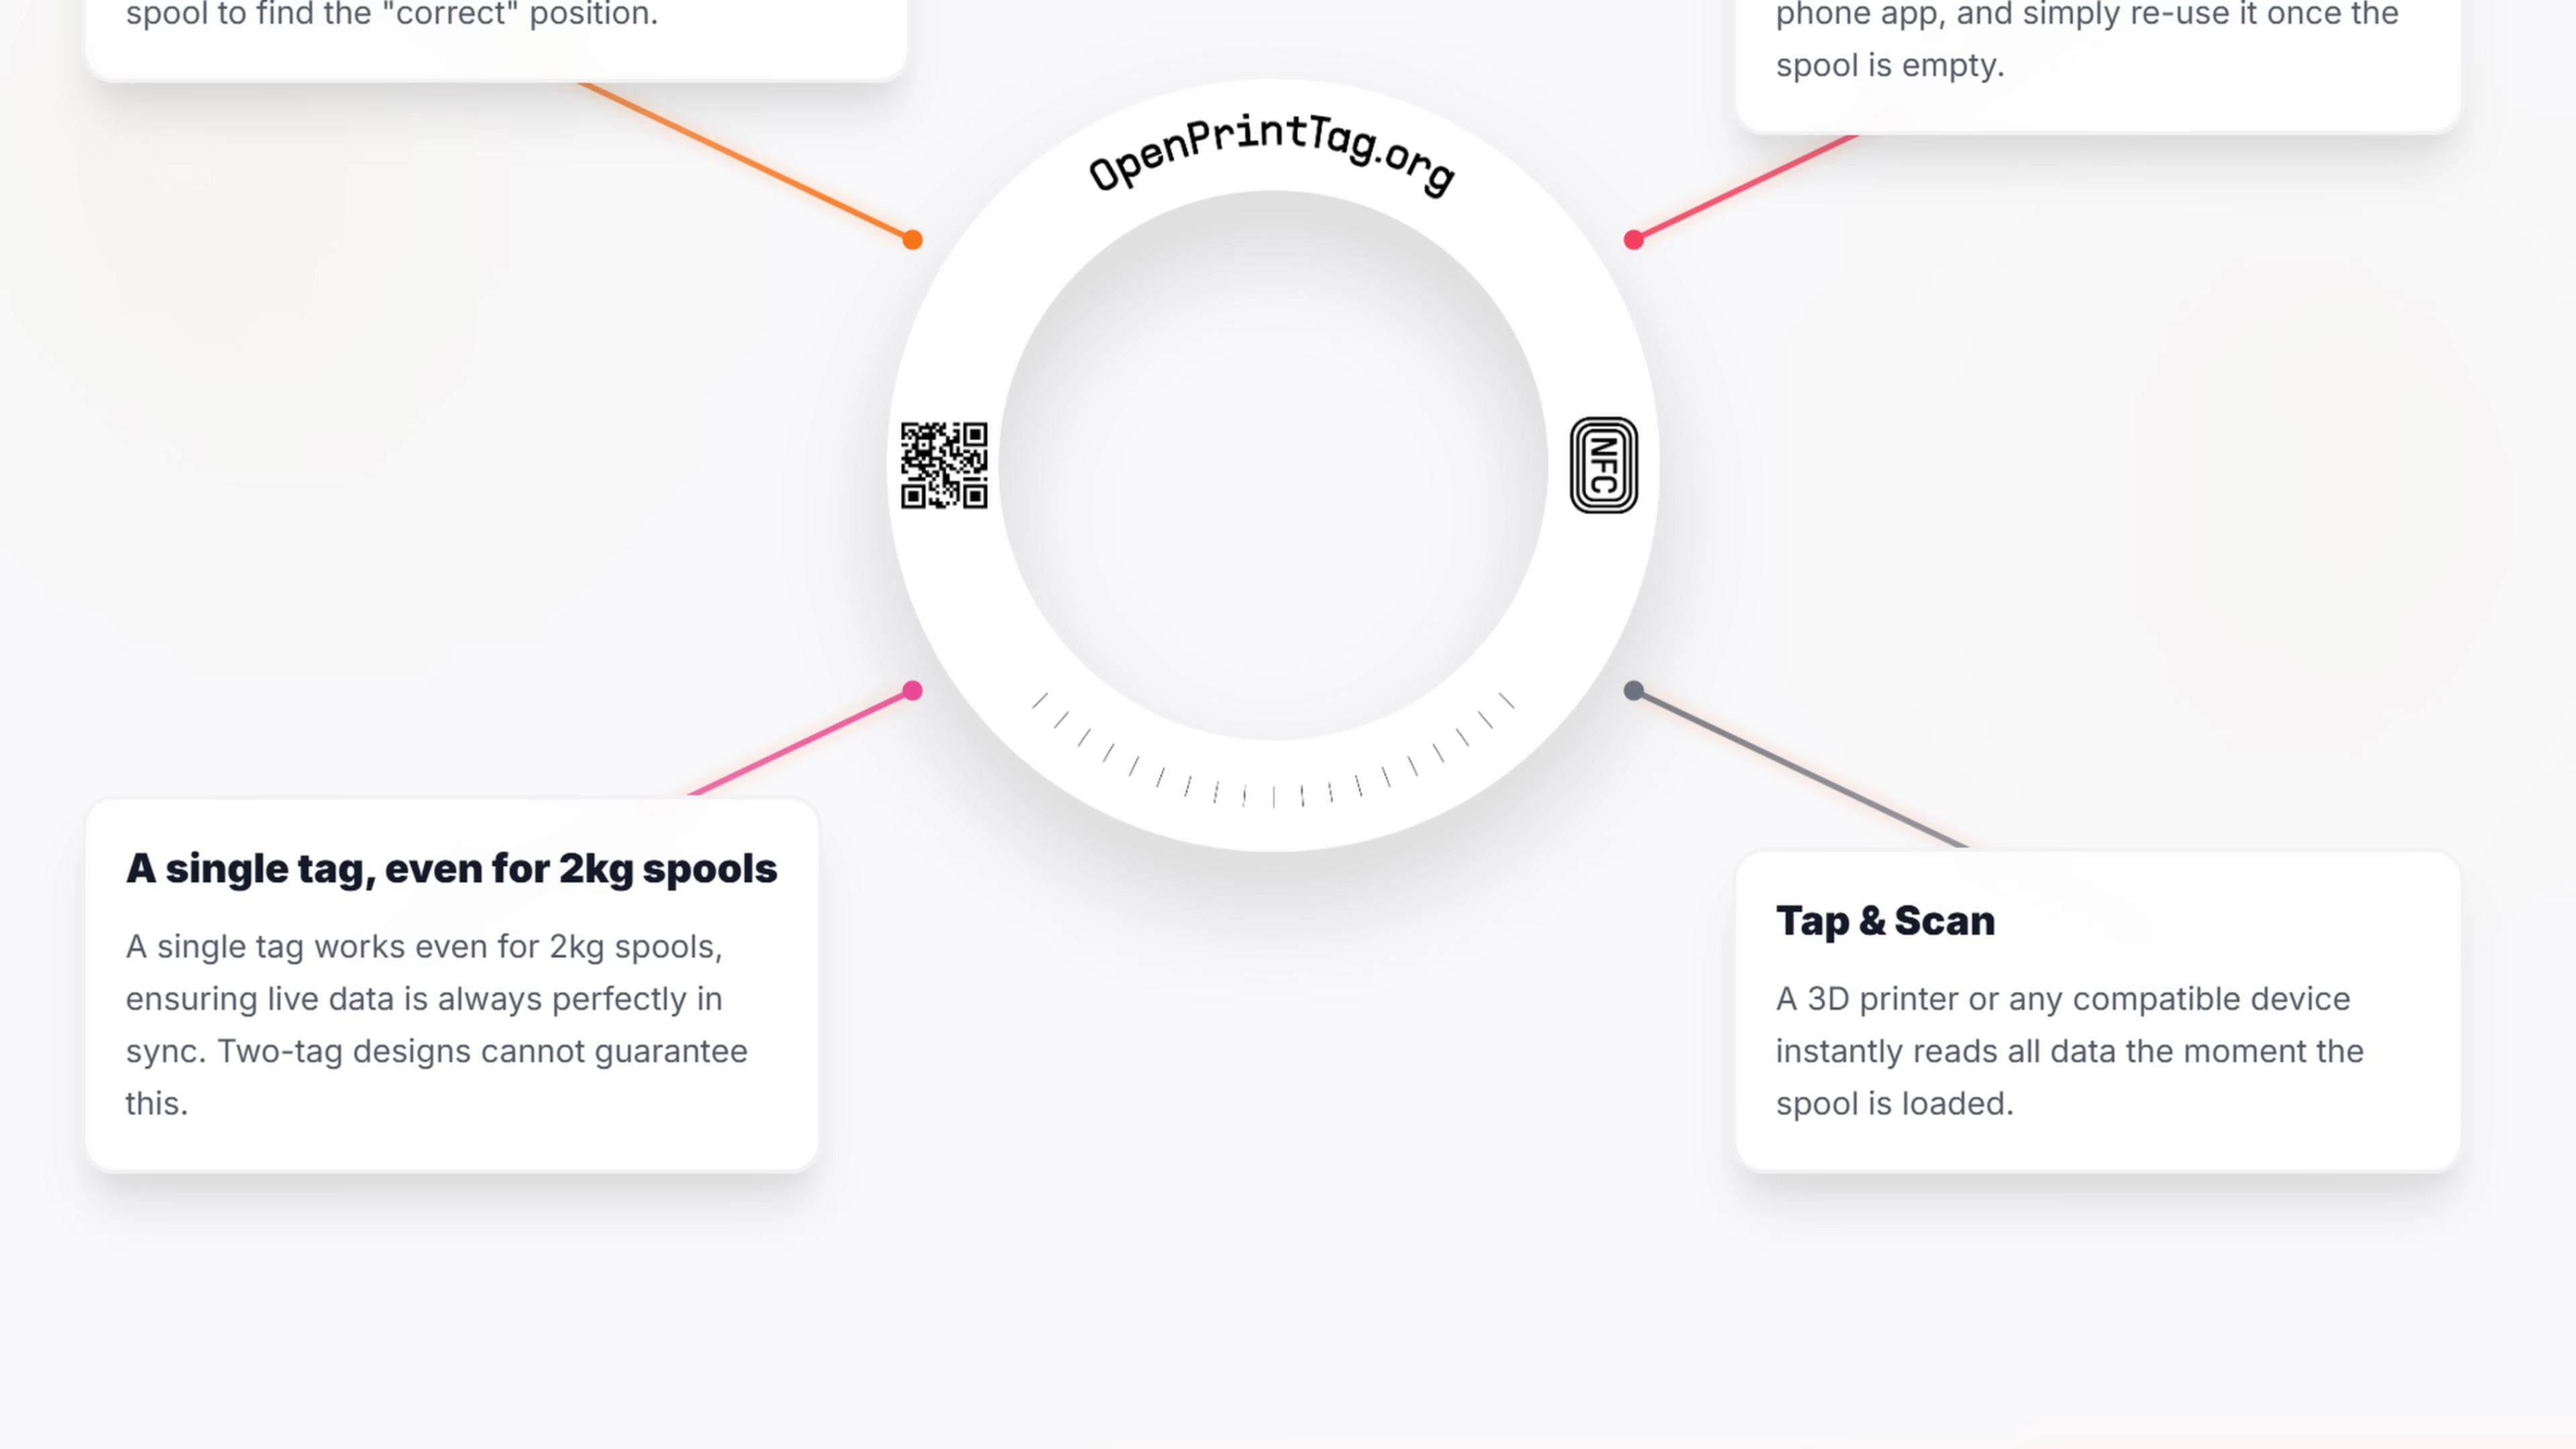 spool to find the "correct" position.
phone app, and simply re-use it once the
spool is empty.
OpenPrintTag.org
NFC
A single tag, even for 2kg spools
A single tag works even for 2kg spools,
ensuring live data is always perfectly in
sync. Two-tag designs cannot guarantee
this.
Tap & Scan
A 3D printer or any compatible device
instantly reads all data the moment the
spool is loaded.